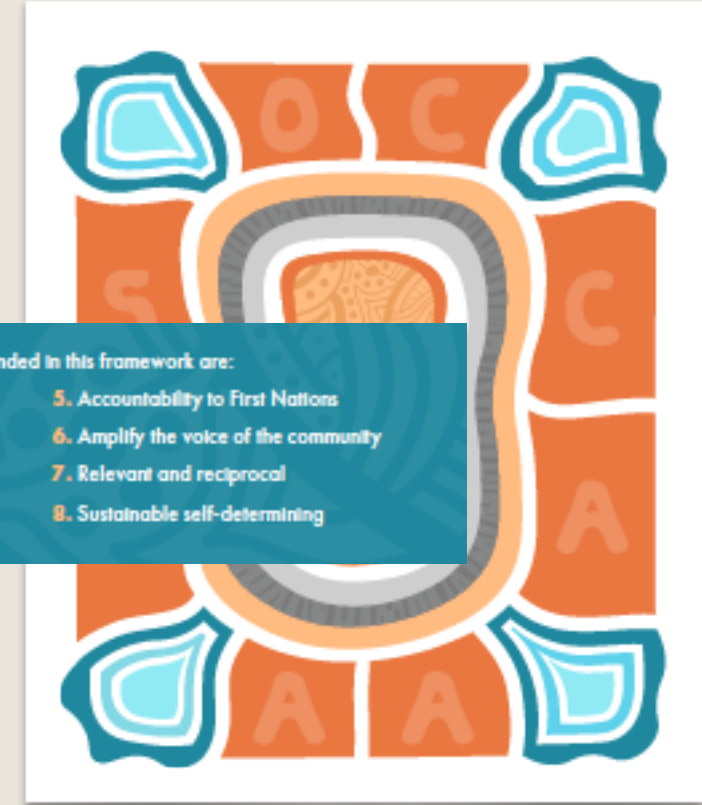 O C
S C
nded in this framework are:
5. Accountability to First Nations
6. Amplify the voice of the community
7. Relevant and reciprocal
8. Sustainable self-determining
A
A A